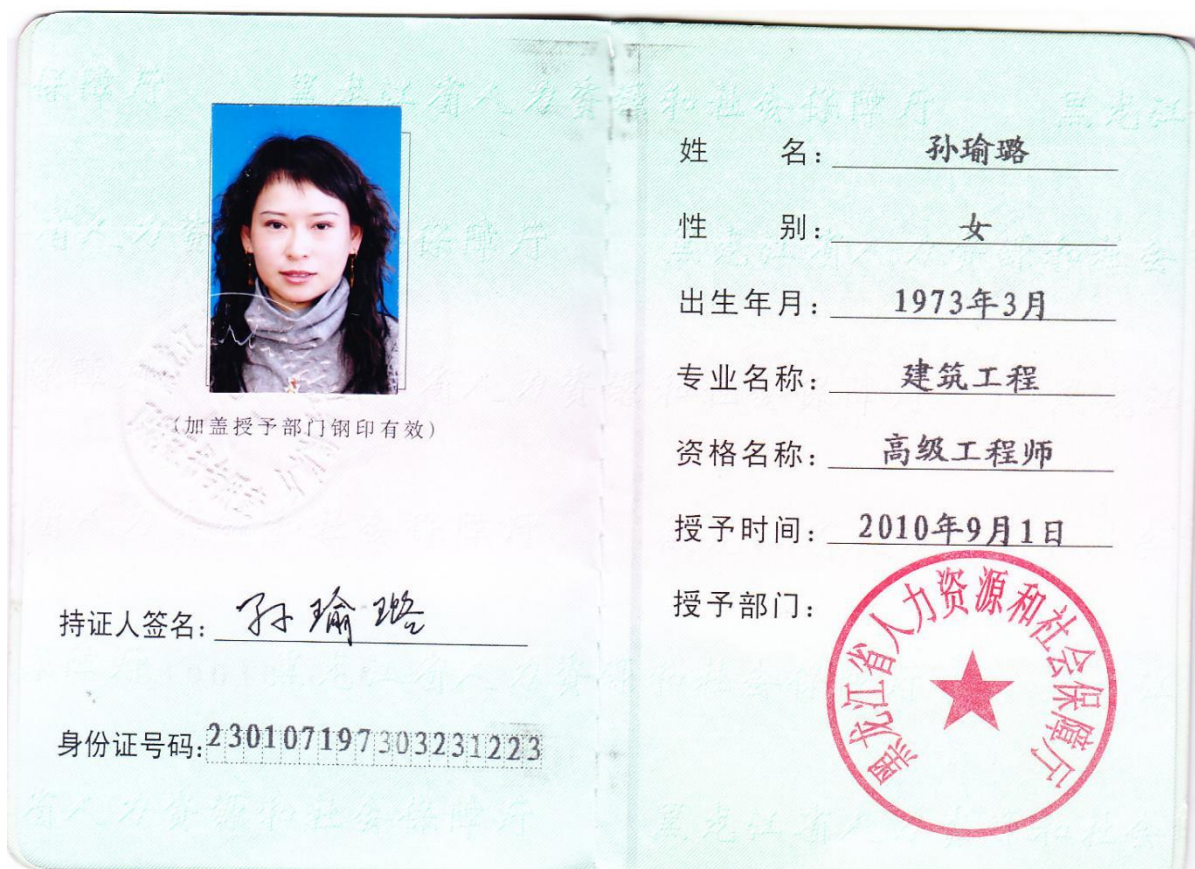 (加盖授予部门钢印有效)
持证人签名: 孙瑜璐
身份证号码: 230107197303231223
姓 名: 孙瑜璐
性 别: 女
出生年月: 1973年3月
专业名称: 建筑工程
资格名称: 高级工程师
授予时间: 2010年9月1日
授予部门:
黑龙江省人力资源和社会保障厅